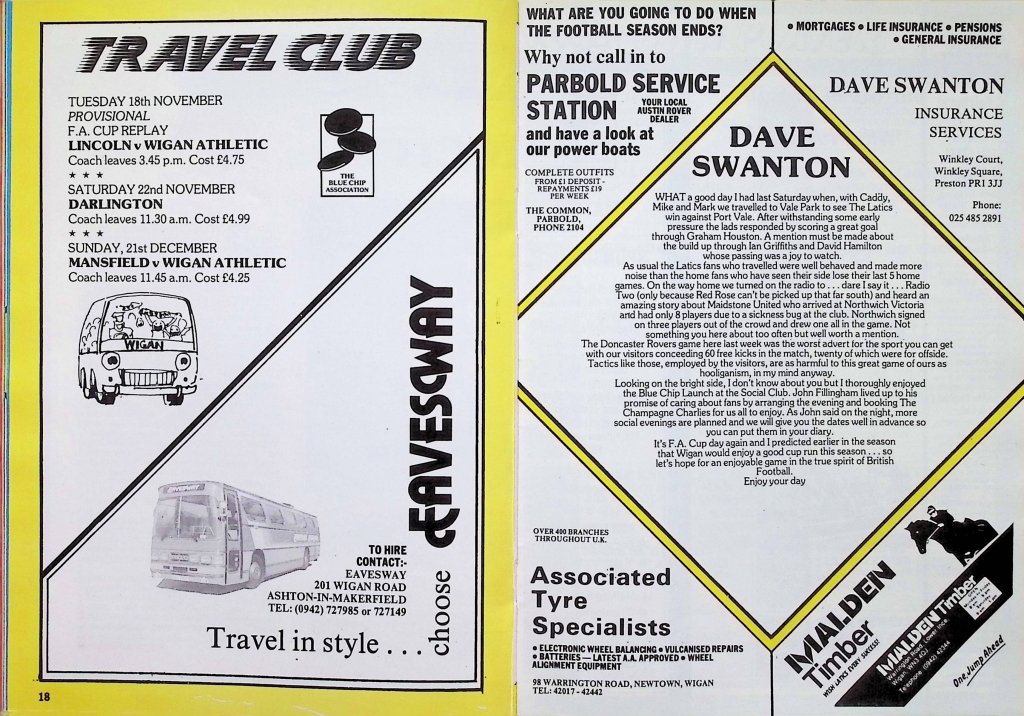 TRAVEL CLUB
TUESDAY 18th NOVEMBER
PROVISIONAL
F.A. CUP REPLAY
LINCOLN v WIGAN ATHLETIC
Coach leaves 3.45 p.m. Cost £4.75
★ ★ ★
SATURDAY 22nd NOVEMBER
DARLINGTON
Coach leaves 11.30 a.m. Cost £4.99
★ ★ ★
SUNDAY, 21st DECEMBER
MANSFIELD v WIGAN ATHLETIC
Coach leaves 11.45 a.m. Cost £4.25
THE
BLUE CHIP
ASSOCIATION
WIGAN
EAVESWAY
TO HIRE
CONTACT:-
EAVESWAY
201 WIGAN ROAD
ASHTON-IN-MAKERFIELD
TEL: (0942) 727985 or 727149
Travel in style . . .
choose
EAVESWAY
18
WHAT ARE YOU GOING TO DO WHEN
THE FOOTBALL SEASON ENDS?
Why not call in to
PARBOLD SERVICE
STATION
YOUR LOCAL
AUSTIN ROVER
DEALER
and have a look at
our power boats
COMPLETE OUTFITS
FROM £1 DEPOSIT -
REPAYMENTS £19
PER WEEK
THE COMMON,
PARBOLD,
PHONE 2104
• MORTGAGES • LIFE INSURANCE • PENSIONS
• GENERAL INSURANCE
DAVE SWANTON
INSURANCE
SERVICES
Winkley Court,
Winkley Square,
Preston PR1 3JJ
Phone:
025 485 2891
DAVE
SWANTON
WHAT a good day I had last Saturday when, with Caddy,
Mike and Mark we travelled to Vale Park to see The Latics
win against Port Vale. After withstanding some early
pressure the lads responded by scoring a great goal
through Graham Houston. A mention must be made about
the build up through Ian Griffiths and David Hamilton
whose passing was a joy to watch.
As usual the Latics fans who travelled were well behaved and made more
noise than the home fans who have seen their side lose their last 5 home
games. On the way home we turned on the radio to . . . dare I say it . . . Radio
Two (only because Red Rose can't be picked up that far south) and heard an
amazing story about Maidstone United who arrived at Northwich Victoria
and had only 8 players due to a sickness bug at the club. Northwich signed
on three players out of the crowd and drew one all in the game. Not
something you here about too often but well worth a mention.
The Doncaster Rovers game here last week was the worst advert for the sport you can get
with our visitors conceeding 60 free kicks in the match, twenty of which were for offside.
Tactics like those, employed by the visitors, are as harmful to this great game of ours as
hooliganism, in my mind anyway.
Looking on the bright side, I don't know about you but I thoroughly enjoyed
the Blue Chip Launch at the Social Club. John Fillingham lived up to his
promise of caring about fans by arranging the evening and booking The
Champagne Charlies for us all to enjoy. As John said on the night, more
social evenings are planned and we will give you the dates well in advance so
you can put them in your diary.
It's F.A. Cup day again and I predicted earlier in the season
that Wigan would enjoy a good cup run this season . . . so
let's hope for an enjoyable game in the true spirit of British
Football.
Enjoy your day
OVER 400 BRANCHES
THROUGHOUT U.K.
Associated
Tyre
Specialists
• ELECTRONIC WHEEL BALANCING • VULCANISED REPAIRS
• BATTERIES — LATEST A.A. APPROVED • WHEEL
ALIGNMENT EQUIPMENT
98 WARRINGTON ROAD, NEWTOWN, WIGAN
TEL: 42017 - 42442
MALDEN
Timber
WISH LATICS EVERY SUCCESS!
MALDEN Timber
Warrington Road, Lower Ince,
Wigan, WN3 4QJ
Telephone (0942) 42344
One Jump Ahead